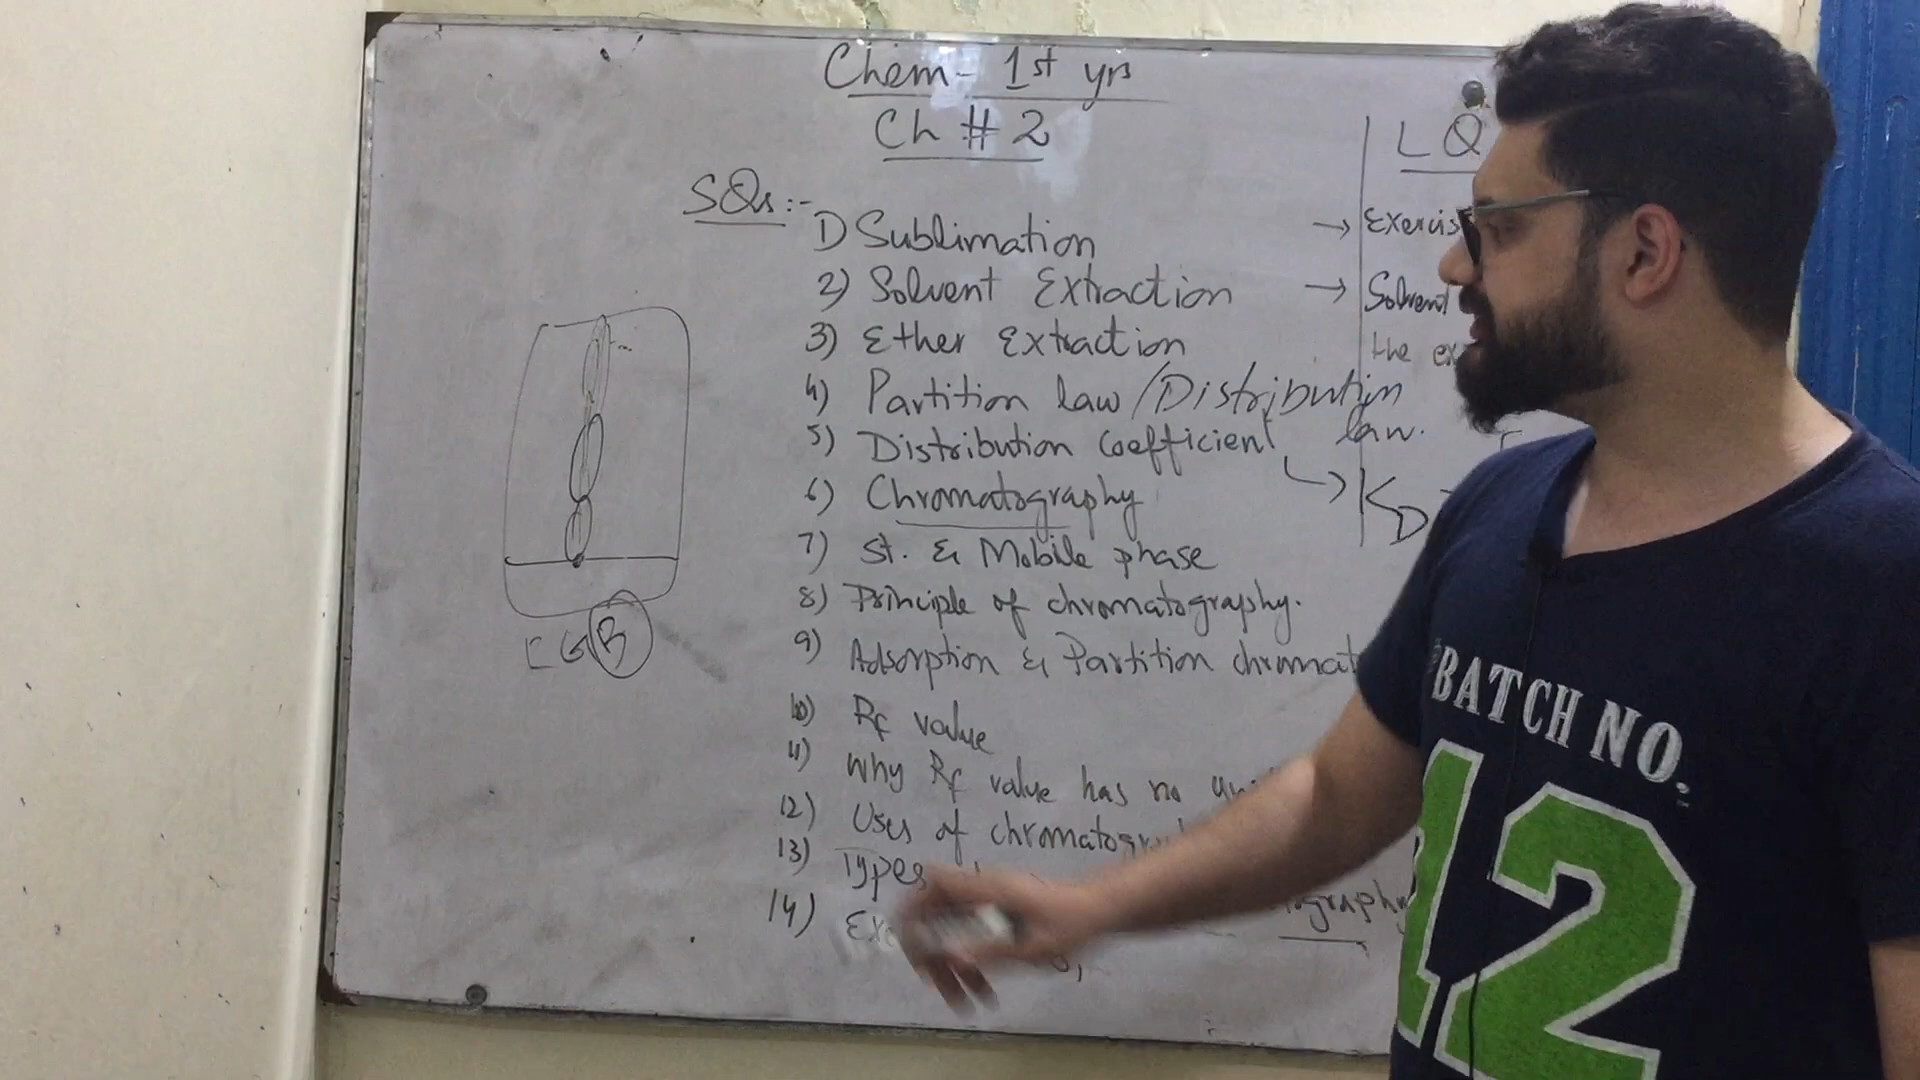 Chem - 1st yrs
Ch # 2
SQs:-
1) Sublimation
2) Solvent Extraction
3) Ether Extraction
4) Partition law / Distribution law.
5) Distribution Coefficient
6) Chromatography
7) St. & Mobile phase
8) Principle of chromatography.
9) Adsorption & Partition chromat
10) Rf value
11) Why Rf value has no
12) Uses of chromatogr
13) Types
14)
LQ
→ Exercis
→ Solvent
the ex
↳ KD
B
BATCH NO.
12